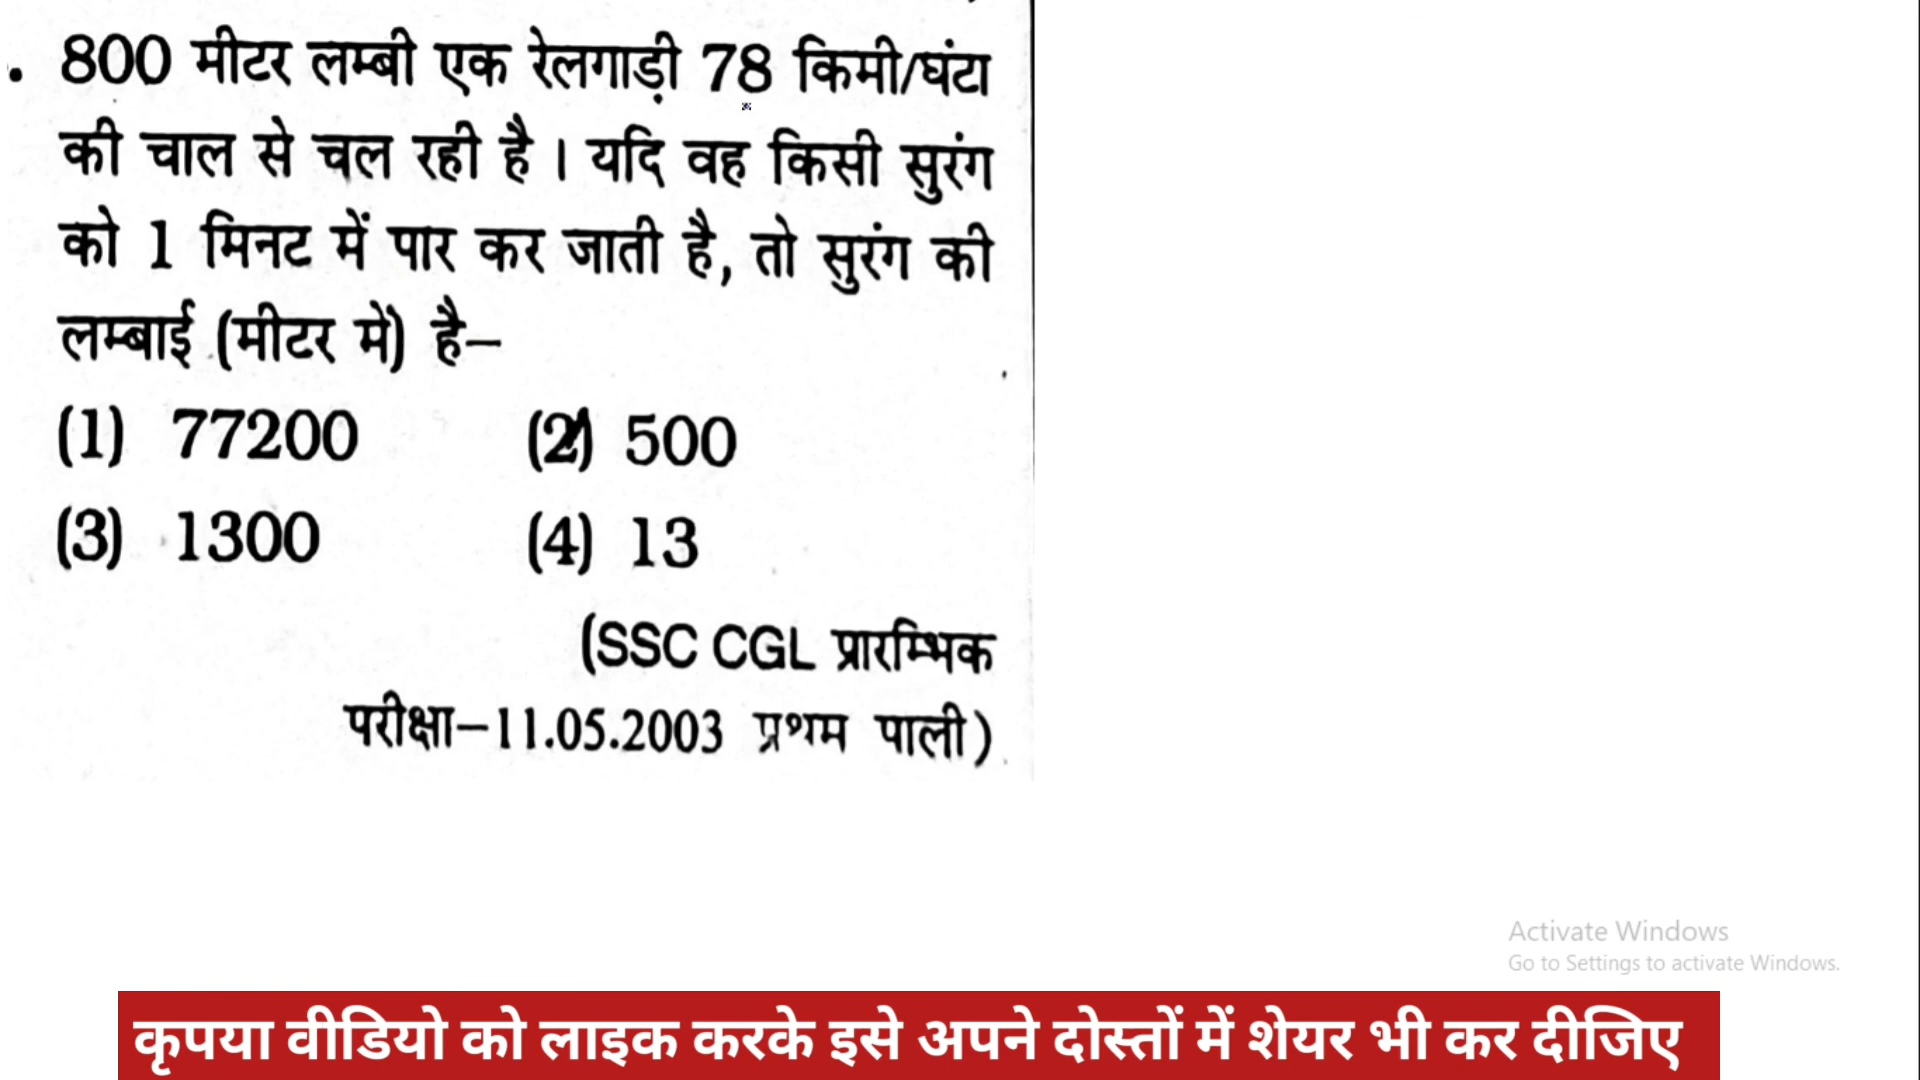 . 800 मीटर लम्बी एक रेलगाड़ी 78 किमी/घंटा
की चाल से चल रही है । यदि वह किसी सुरंग
को 1 मिनट में पार कर जाती है, तो सुरंग की
लम्बाई (मीटर में) है–
(1) 77200 (2) 500
(3) 1300 (4) 13
(SSC CGL प्रारम्भिक
परीक्षा–11.05.2003 प्रथम पाली)
Activate Windows
Go to Settings to activate Windows.
कृपया वीडियो को लाइक करके इसे अपने दोस्तों में शेयर भी कर दीजिए